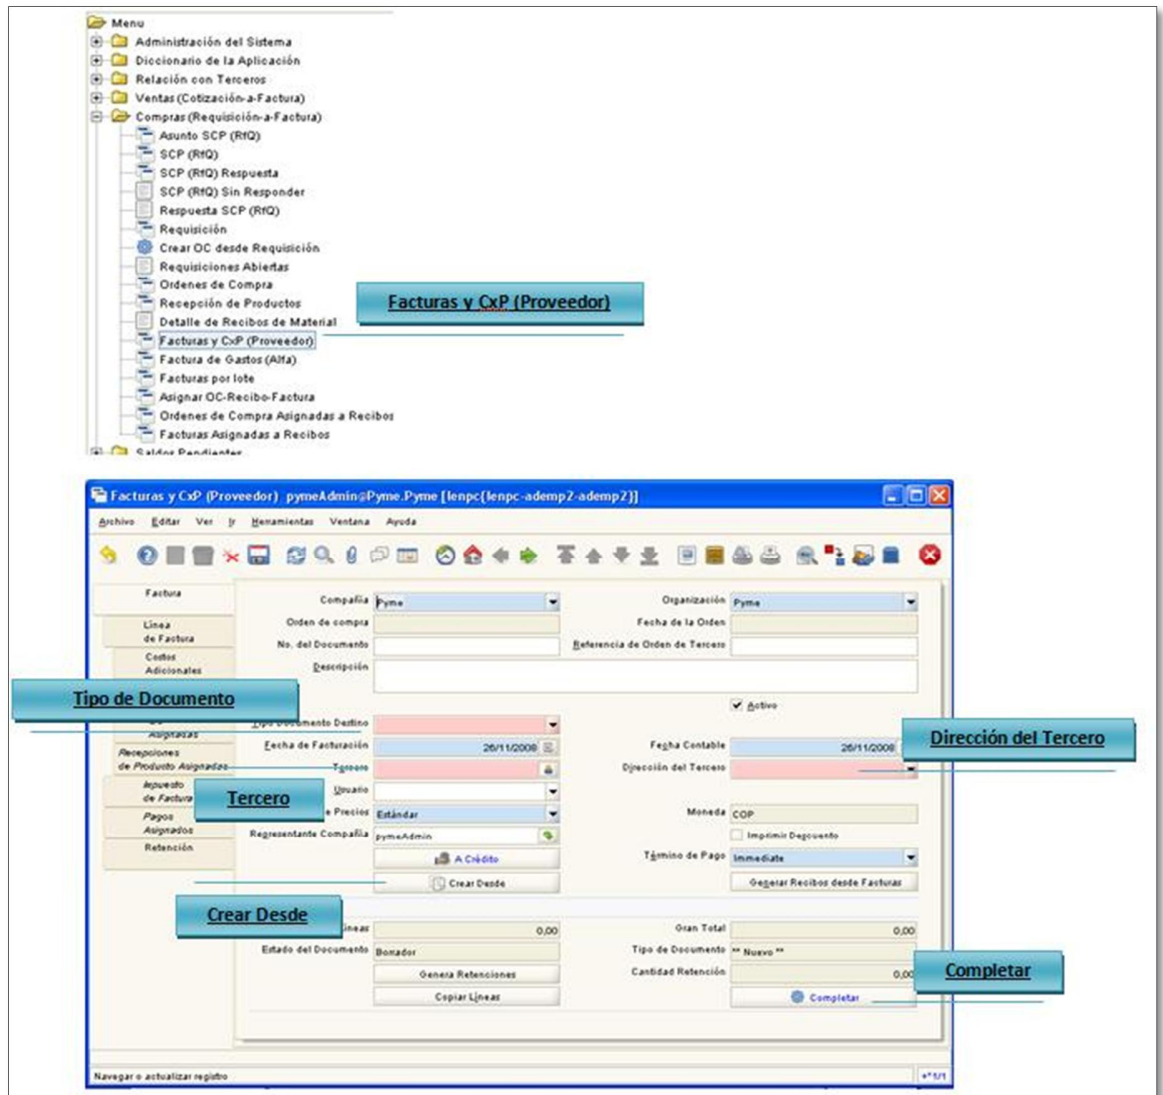 Menu
Administración del Sistema
Diccionario de la Aplicación
Relación con Terceros
Ventas (Cotización-a-Factura)
Compras (Requisición-a-Factura)
Asunto SCP (RfQ)
SCP (RfQ)
SCP (RfQ) Respuesta
SCP (RfQ) Sin Responder
Respuesta SCP (RfQ)
Requisición
Crear OC desde Requisición
Requisiciones Abiertas
Ordenes de Compra
Recepción de Productos
Detalle de Recibos de Material
Facturas y CxP (Proveedor)
Facturas y CxP (Proveedor)
Factura de Gastos (Alfa)
Facturas por lote
Asignar OC-Recibo-Factura
Ordenes de Compra Asignadas a Recibos
Facturas Asignadas a Recibos
Saldos Pendientes
Facturas y CxP (Proveedor) pymeAdmin@Pyme.Pyme [lenpc{lenpc-ademp2-ademp2}]
Archivo Editar Ver Ir Herramientas Ventana Ayuda
Factura
Línea
de Factura
Costos
Adicionales
Asignadas
Recepciones
de Producto Asignadas
Impuesto
de Factura
Pagos
Asignados
Retención
Compañía Pyme Organización Pyme
Orden de compra Fecha de la Orden
No. del Documento Referencia de Orden de Tercero
Descripción
Tipo de Documento
Activo
Tipo Documento Destino
Fecha de Facturación 26/11/2008 Fecha Contable 26/11/2008
Dirección del Tercero
Tercero Dirección del Tercero
Usuario
Tercero
e Precios Estándar Moneda COP
Representante Compañía pymeAdmin Imprimir Descuento
A Crédito Término de Pago Immediate
Crear Desde Generar Recibos desde Facturas
Crear Desde
íneas 0,00 Gran Total 0,00
Estado del Documento Borrador Tipo de Documento ** Nuevo **
Genera Retenciones Cantidad Retención 0,00
Completar
Copiar Líneas Completar
Navegar o actualizar registro +*1/1